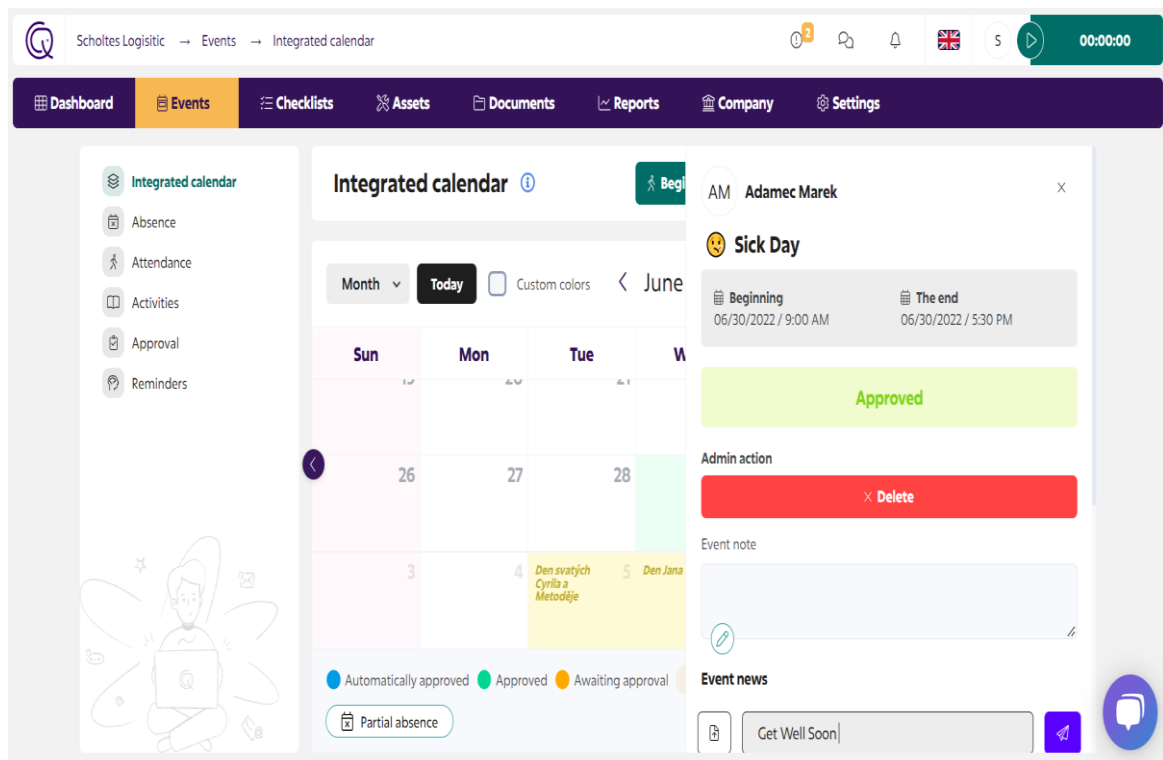 Scholtes Logisitic → Events → Integrated calendar
2
S
00:00:00
Dashboard
Events
Checklists
Assets
Documents
Reports
Company
Settings
Integrated calendar
Absence
Attendance
Activities
Approval
Reminders
Integrated calendar
Month
Today
Custom colors
June
Sun Mon Tue
19 20 21
26 27 28
3 4 5
Den svatých
Cyrila a
Metoděje
Den Jana
Automatically approved
Approved
Awaiting approval
Partial absence
AM
Adamec Marek
X
Sick Day
Beginning
06/30/2022 / 9:00 AM
The end
06/30/2022 / 5:30 PM
Approved
Admin action
Delete
Event note
Event news
Get Well Soon